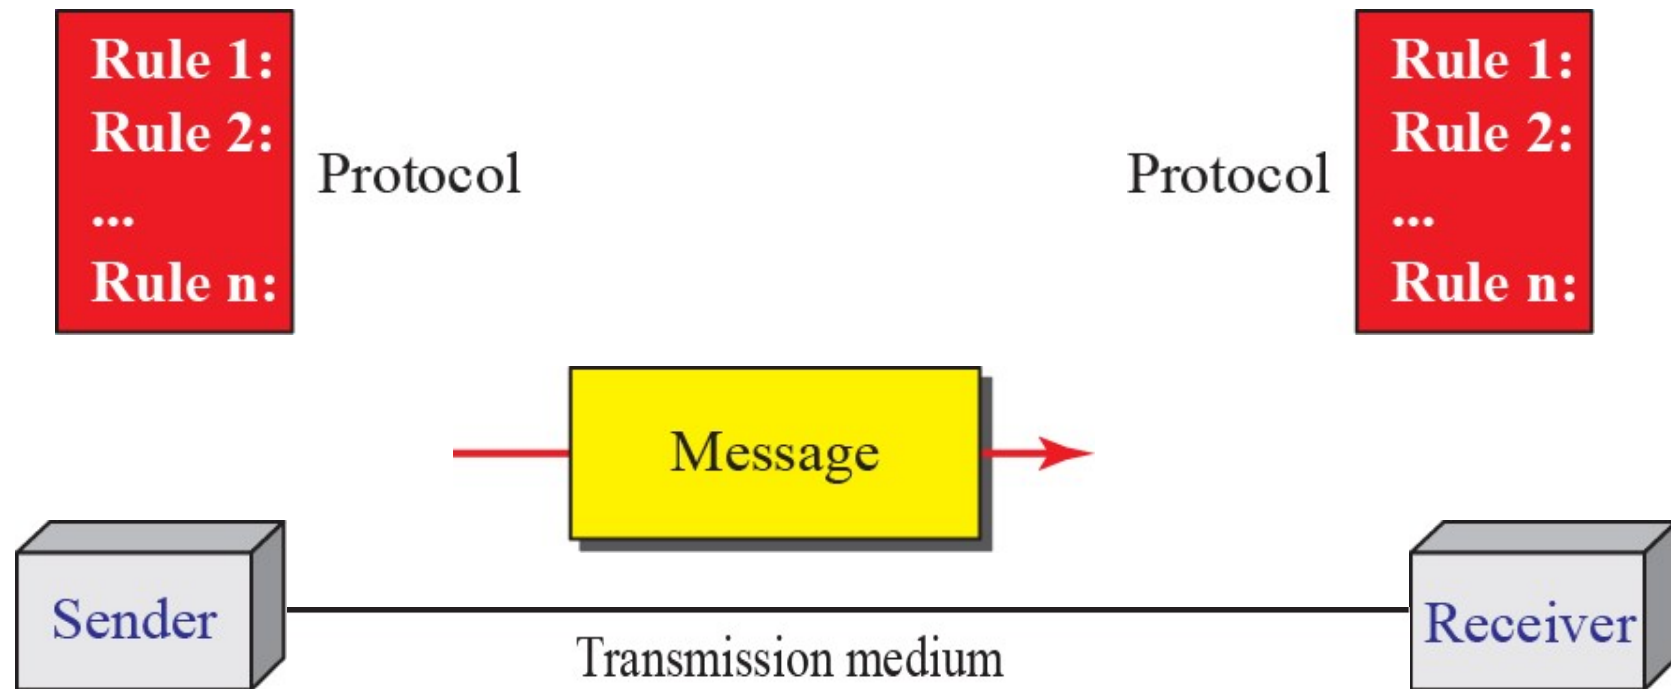 Rule 1:
Rule 2:
...
Rule n:
Protocol
Protocol
Rule 1:
Rule 2:
...
Rule n:
Message
Sender
Transmission medium
Receiver